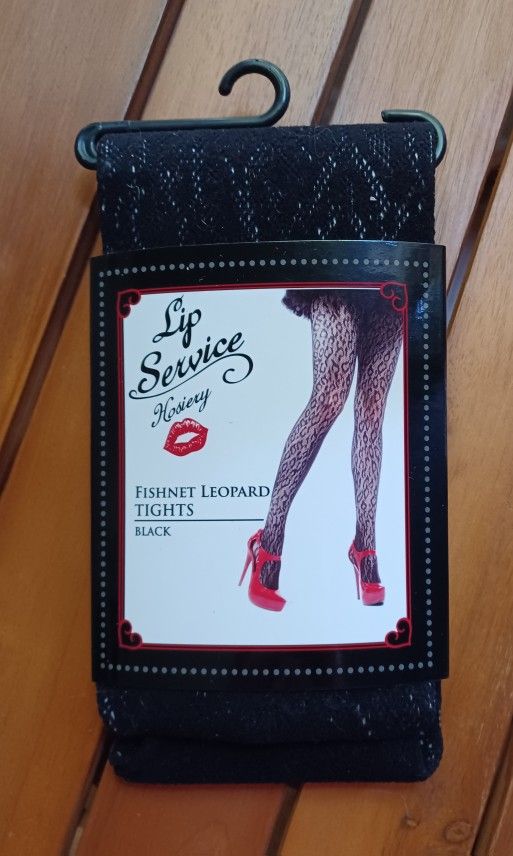 Lip
Service
Hosiery
FISHNET LEOPARD
TIGHTS
BLACK